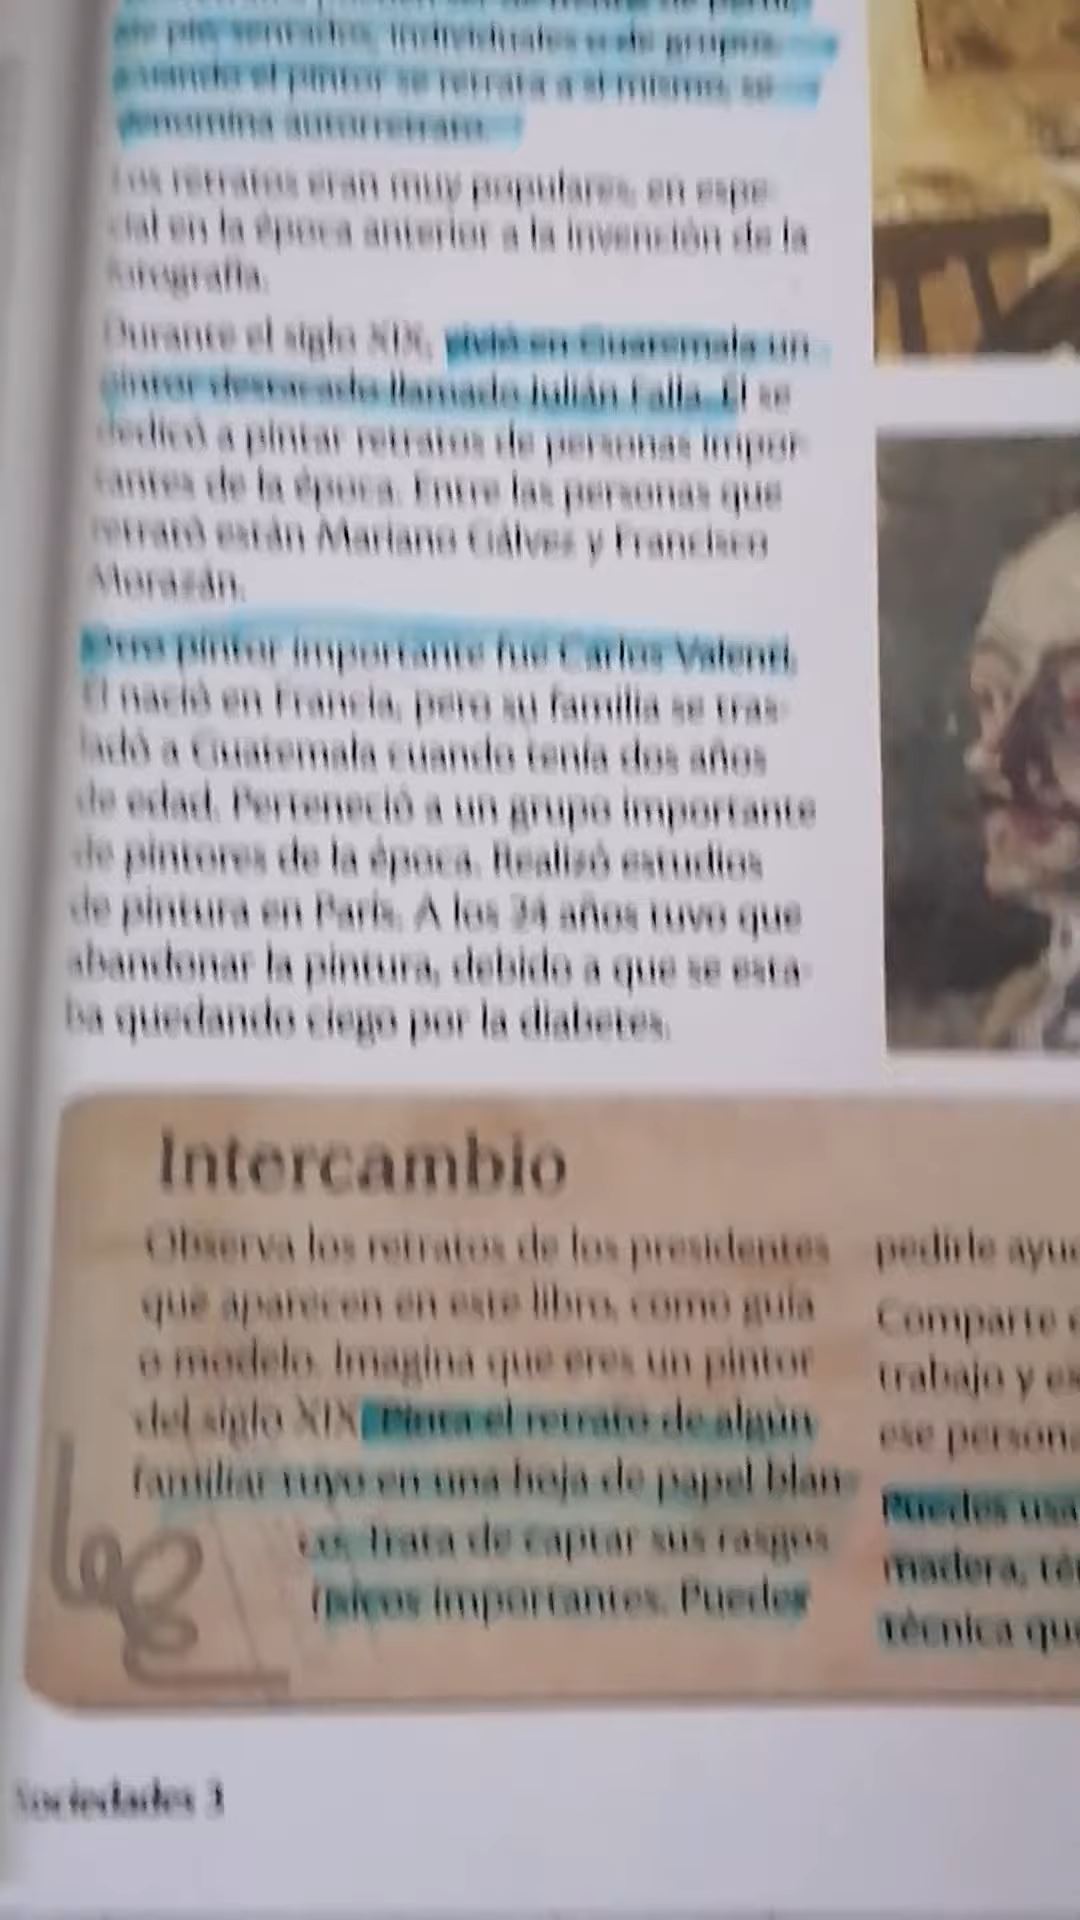 de pie, sentados, individuales o de grupos.
Cuando el pintor se retrata a sí mismo, se
denomina autorretrato.
Los retratos eran muy populares, en espe-
cial en la época anterior a la invención de la
fotografía.
Durante el siglo XIX, vivió en Guatemala un
pintor destacado llamado Julián Falla. Él se
dedicó a pintar retratos de personas impor-
tantes de la época. Entre las personas que
retrató están Mariano Gálvez y Francisco
Morazán.
Otro pintor importante fue Carlos Valenti.
Él nació en Francia, pero su familia se tras-
ladó a Guatemala cuando tenía dos años
de edad. Perteneció a un grupo importante
de pintores de la época. Realizó estudios
de pintura en París. A los 24 años tuvo que
abandonar la pintura, debido a que se esta-
ba quedando ciego por la diabetes.
Intercambio
Observa los retratos de los presidentes
que aparecen en este libro, como guía
o modelo. Imagina que eres un pintor
del siglo XIX. Pinta el retrato de algún
familiar tuyo en una hoja de papel blan-
co. Trata de captar sus rasgos
físicos importantes. Puedes
pedirle ayu
Comparte
trabajo y es
ese persona
Puedes usa
madera, té
técnica que
Sociedades 3